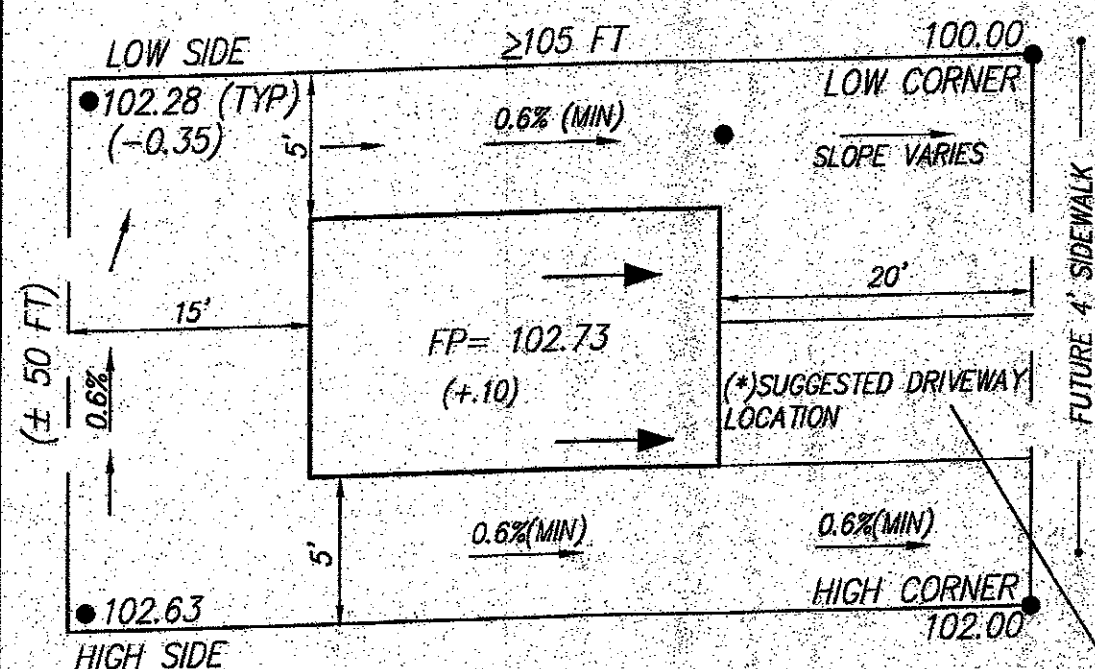 LOW SIDE
≥105 FT
100.00
102.28 (TYP)
(-0.35)
5'
0.6% (MIN)
LOW CORNER
SLOPE VARIES
FUTURE 4' SIDEWALK
(± 50 FT)
0.6%
15'
20'
FP= 102.73
(+.10)
(*)SUGGESTED DRIVEWAY
LOCATION
5'
0.6%(MIN)
0.6%(MIN)
HIGH CORNER
102.63
102.00
HIGH SIDE